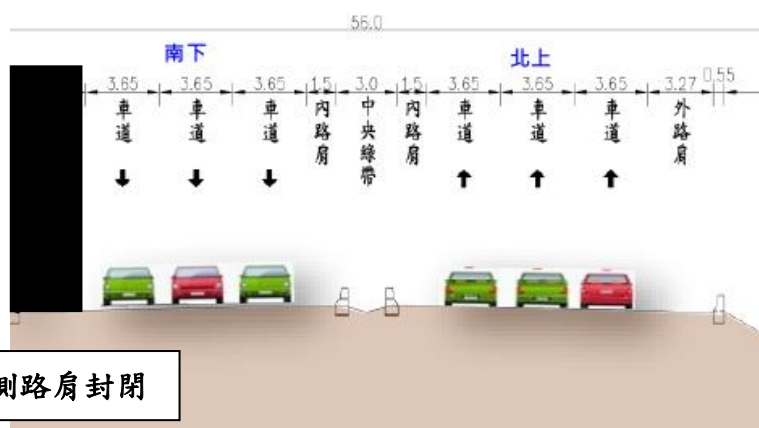 56.0
南下 北上
3.65 3.65 3.65 1.5 3.0 1.5 3.65 3.65 3.65 3.27 0.55
車道 車道 車道 內路肩 中央綠帶 內路肩 車道 車道 車道 外路肩
側路肩封閉